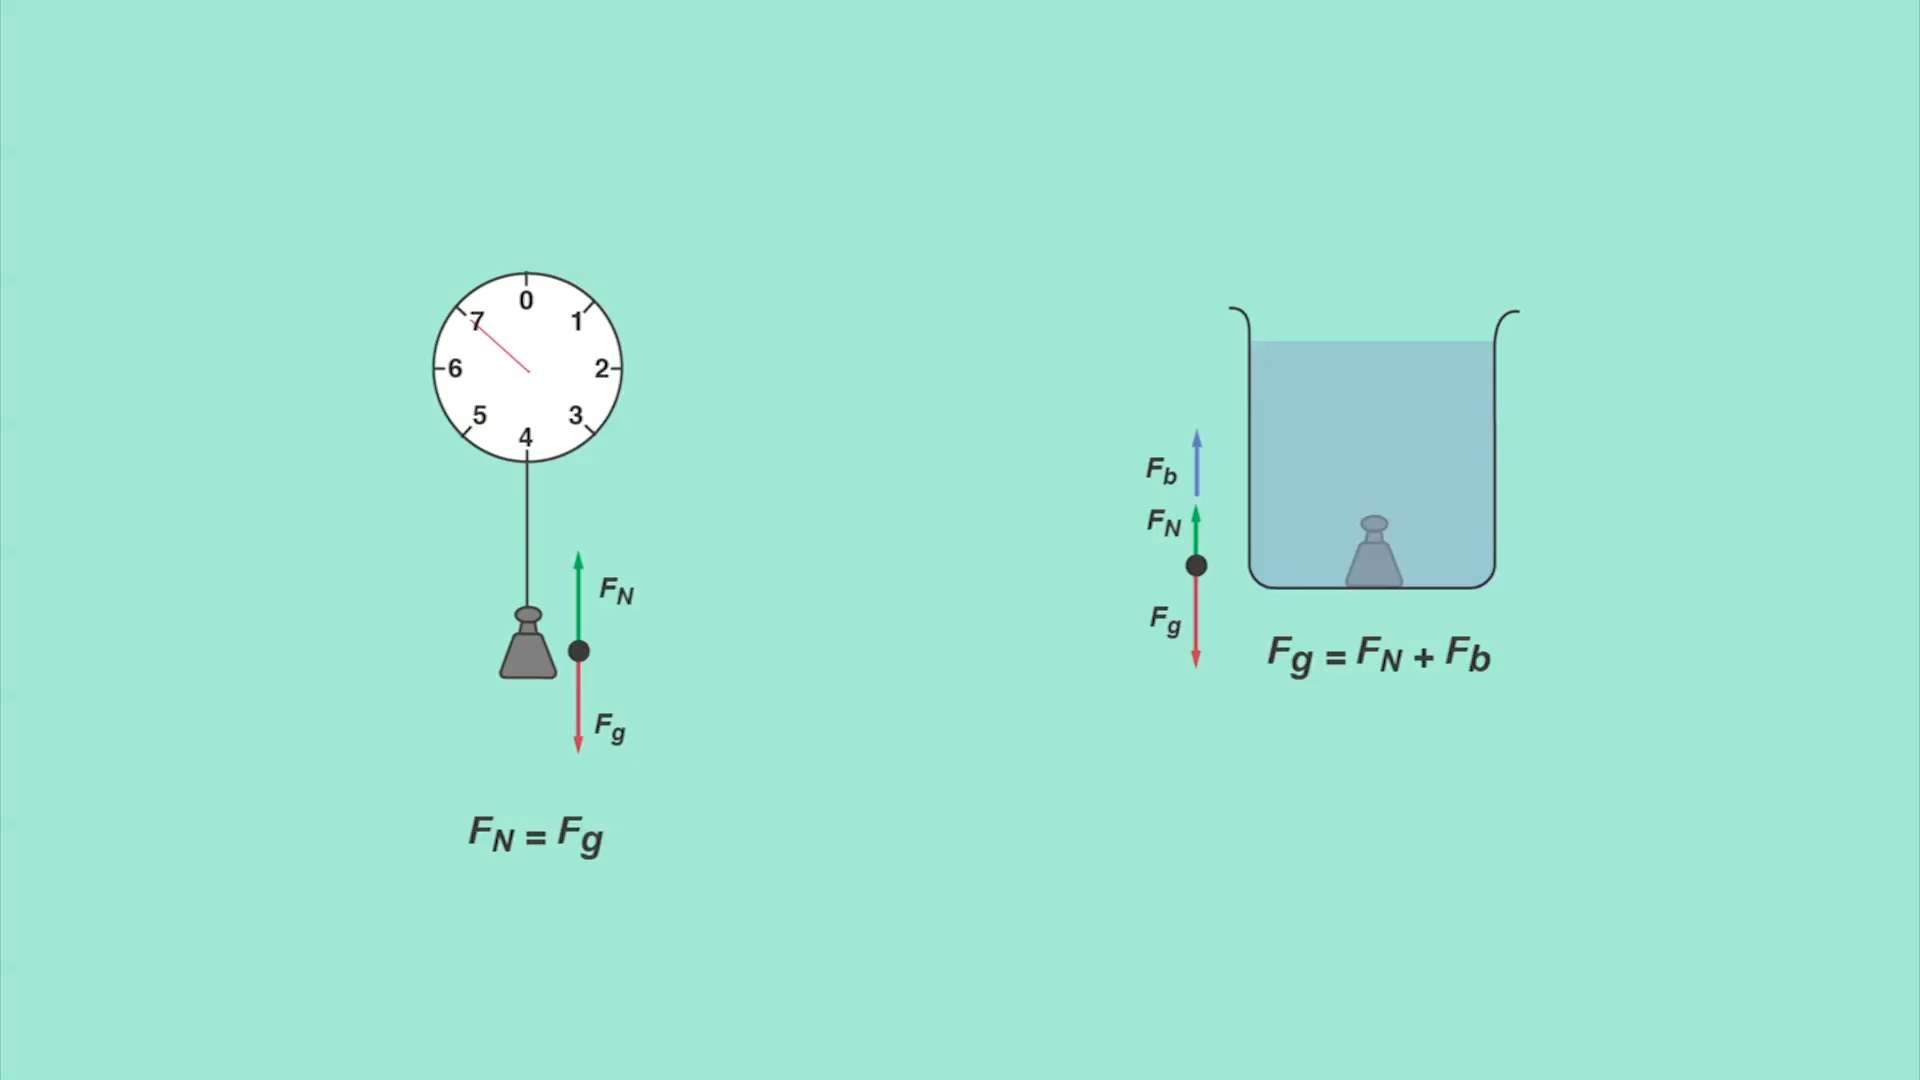 0
7 1
6 2
5 3
4
F_N
F_g
F_N = F_g
F_b
F_N
F_g
F_g = F_N + F_b